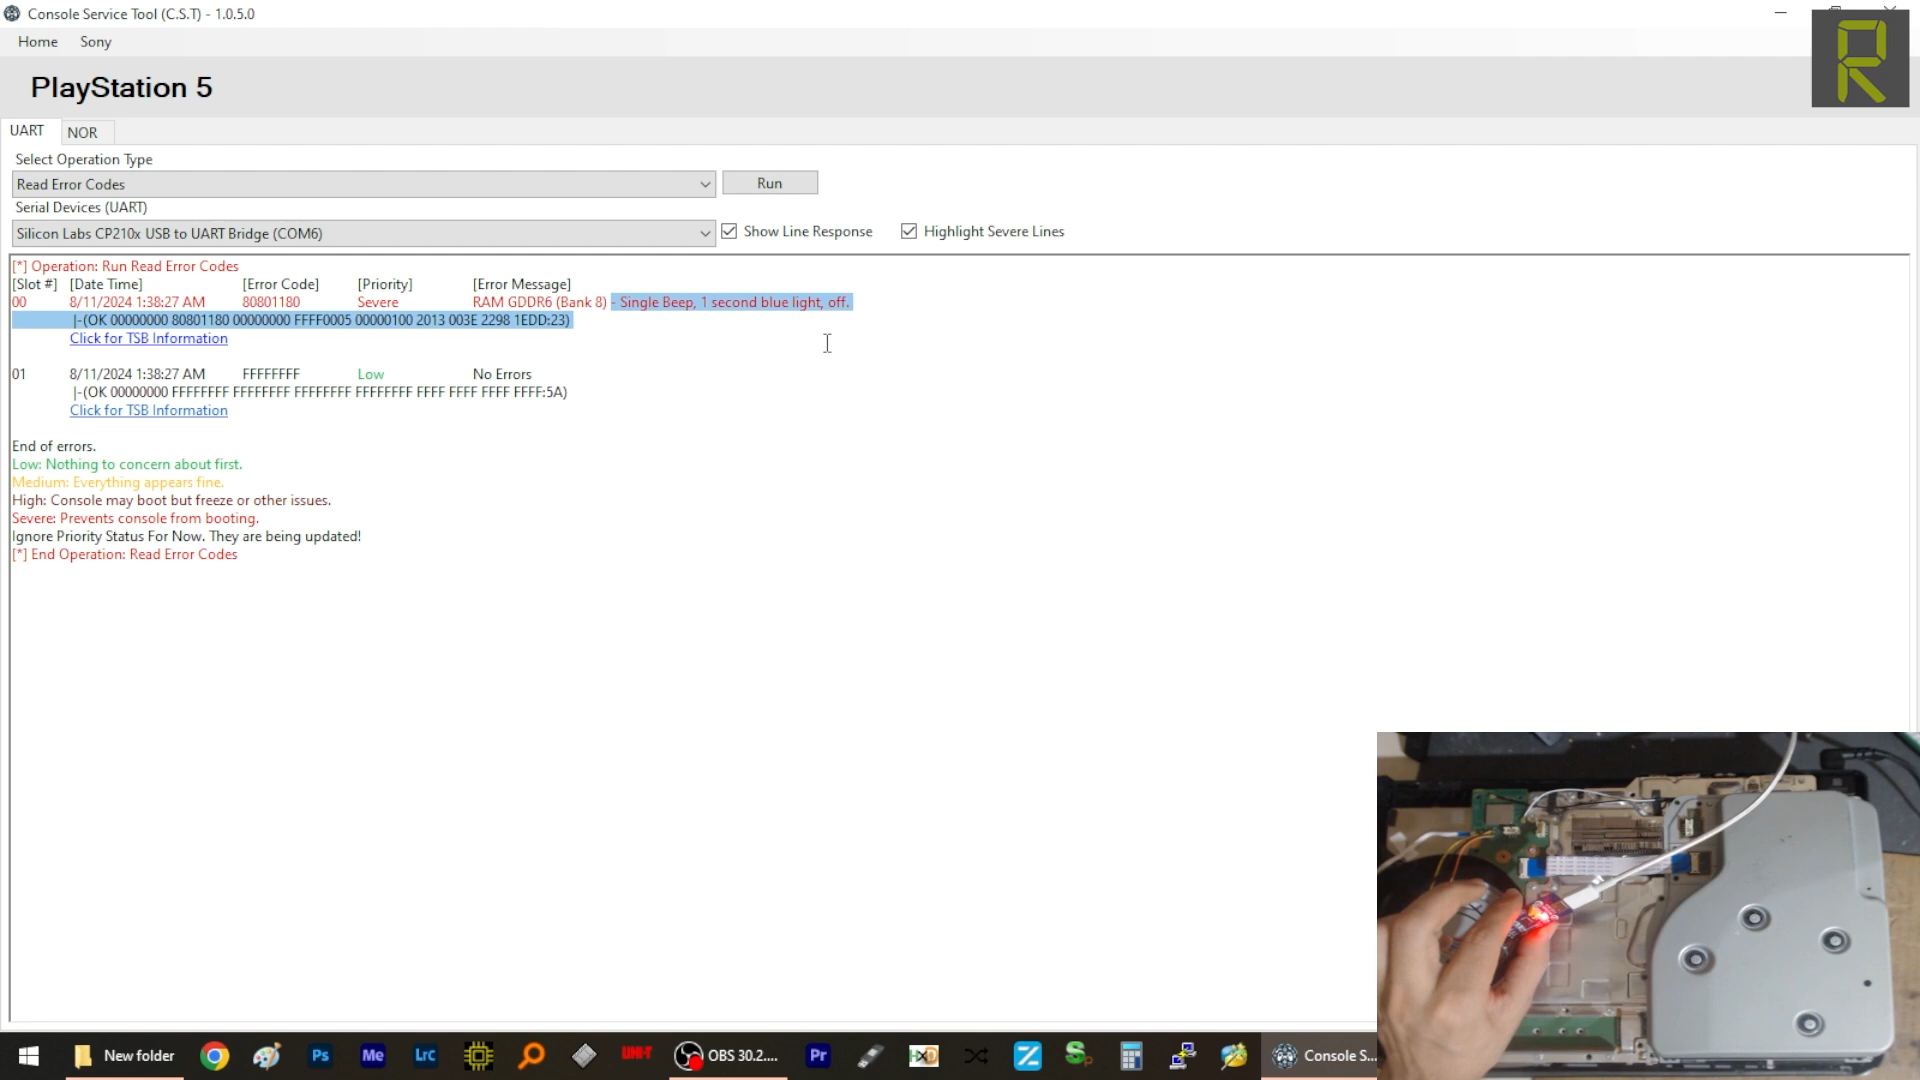 Console Service Tool (C.S.T) - 1.0.5.0
Home Sony
PlayStation 5
UART NOR
Select Operation Type
Read Error Codes Run
Serial Devices (UART)
Silicon Labs CP210x USB to UART Bridge (COM6) Show Line Response Highlight Severe Lines
[*] Operation: Run Read Error Codes
[Slot #] [Date Time] [Error Code] [Priority] [Error Message]
00 8/11/2024 1:38:27 AM 80801180 Severe RAM GDDR6 (Bank 8) - Single Beep, 1 second blue light, off.
|-(OK 00000000 80801180 00000000 FFFF0005 00000100 2013 003E 2298 1EDD:23)
Click for TSB Information
01 8/11/2024 1:38:27 AM FFFFFFFF Low No Errors
|-(OK 00000000 FFFFFFFF FFFFFFFF FFFFFFFF FFFFFFFF FFFF FFFF FFFF FFFF:5A)
Click for TSB Information
End of errors.
Low: Nothing to concern about first.
Medium: Everything appears fine.
High: Console may boot but freeze or other issues.
Severe: Prevents console from booting.
Ignore Priority Status For Now. They are being updated!
[*] End Operation: Read Error Codes
New folder Ps Me Lrc UNI-T OBS 30.2.... Pr HxD Z S Console S...
R